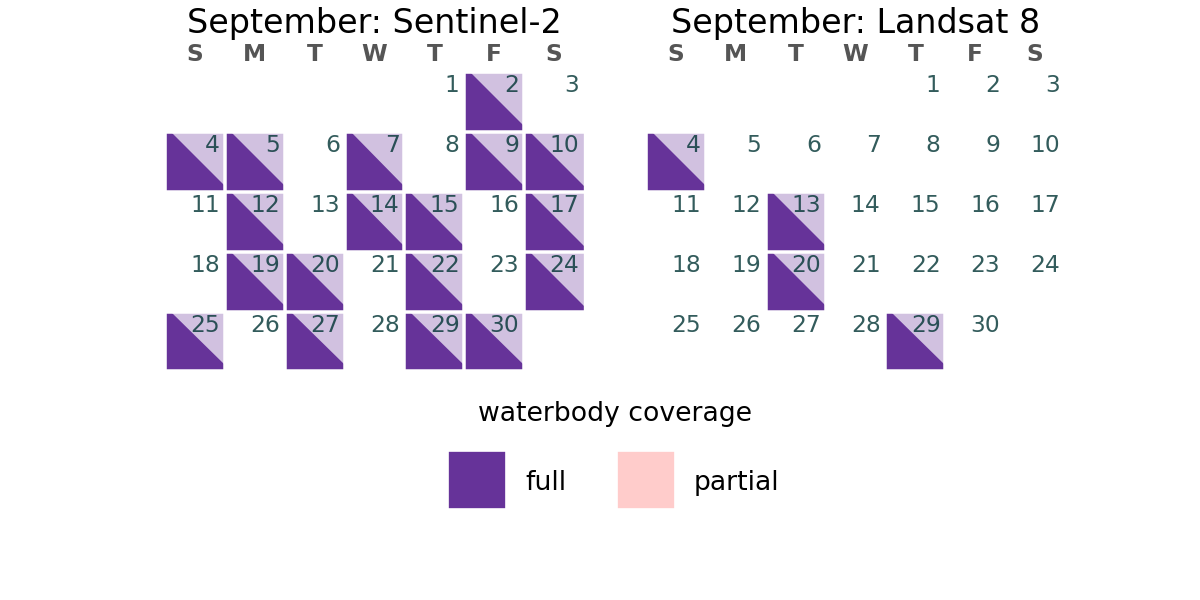 September: Sentinel-2
S M T W T F S
1 2 3
4 5 6 7 8 9 10
11 12 13 14 15 16 17
18 19 20 21 22 23 24
25 26 27 28 29 30
September: Landsat 8
S M T W T F S
1 2 3
4 5 6 7 8 9 10
11 12 13 14 15 16 17
18 19 20 21 22 23 24
25 26 27 28 29 30
waterbody coverage
full partial